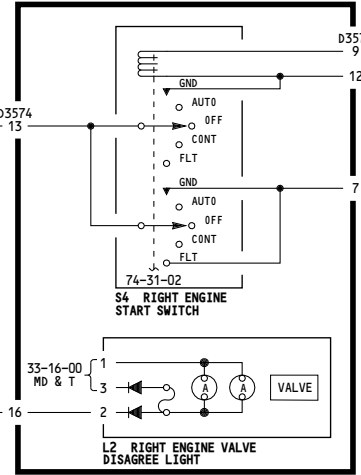 D357
9
12
GND
AUTO
OFF
CONT
FLT
D3574
13
GND
AUTO
OFF
CONT
FLT
7
74-31-02
S4 RIGHT ENGINE
START SWITCH
33-16-00
MD & T
1
3
2
16
A
A
VALVE
L2 RIGHT ENGINE VALVE
DISAGREE LIGHT